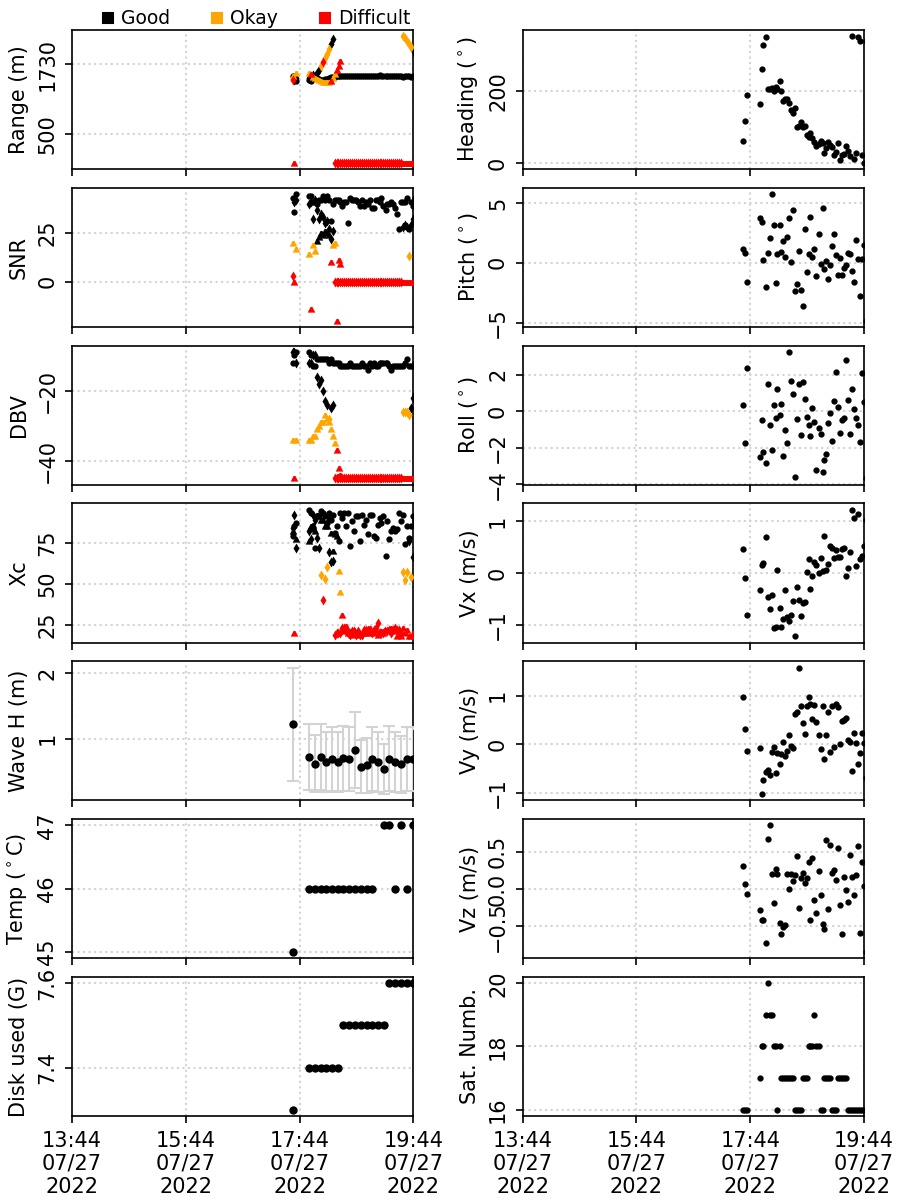 Good Okay Difficult
Range (m)
1730
500
Heading (°)
200
0
SNR
25
0
Pitch (°)
5
0
−5
DBV
−20
−40
Roll (°)
2
0
−2
−4
Xc
75
50
25
Vx (m/s)
1
0
−1
Wave H (m)
2
1
Vy (m/s)
1
0
−1
Temp (°C)
47
46
45
Vz (m/s)
0.5
0.0
−0.5
Disk used (G)
7.6
7.4
Sat. Numb.
20
18
16
13:44 15:44 17:44 19:44 13:44 15:44 17:44 19:44
07/27 07/27 07/27 07/27 07/27 07/27 07/27 07/27
2022 2022 2022 2022 2022 2022 2022 2022